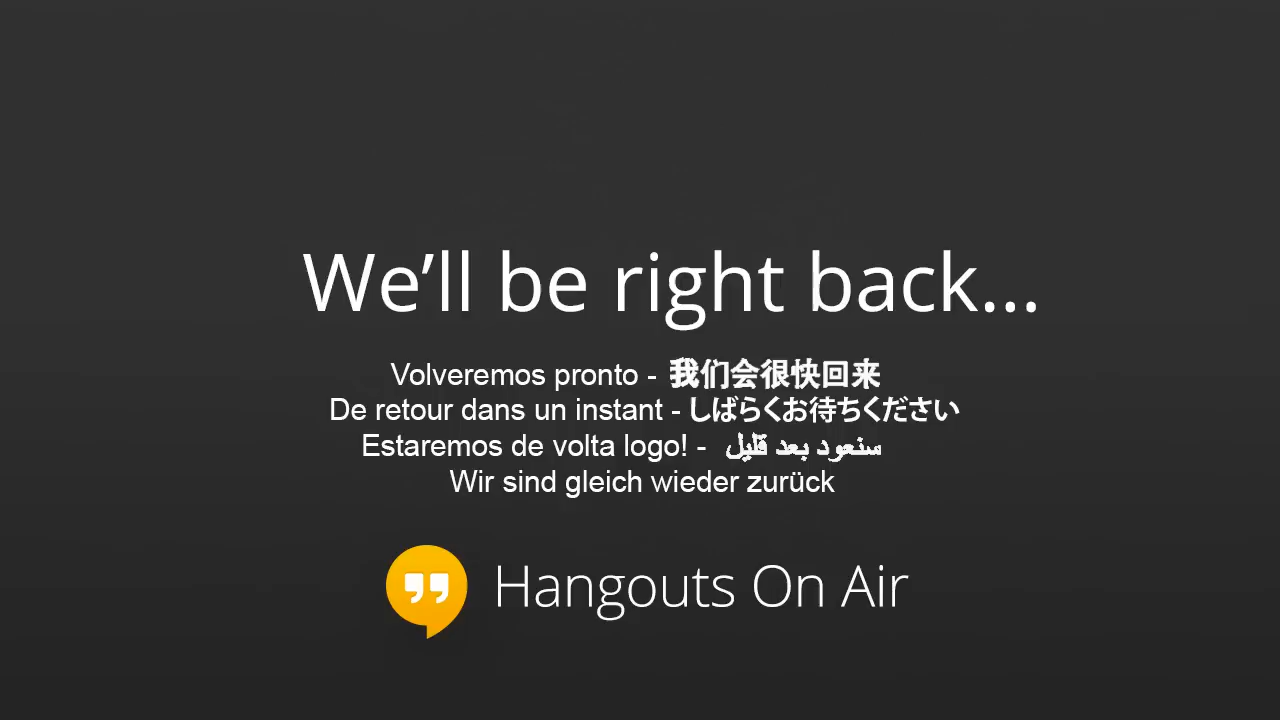 We’ll be right back...
Volveremos pronto - 我们会很快回来
De retour dans un instant - しばらくお待ちください
Estaremos de volta logo! - سنعود بعد قليل
Wir sind gleich wieder zurück
Hangouts On Air